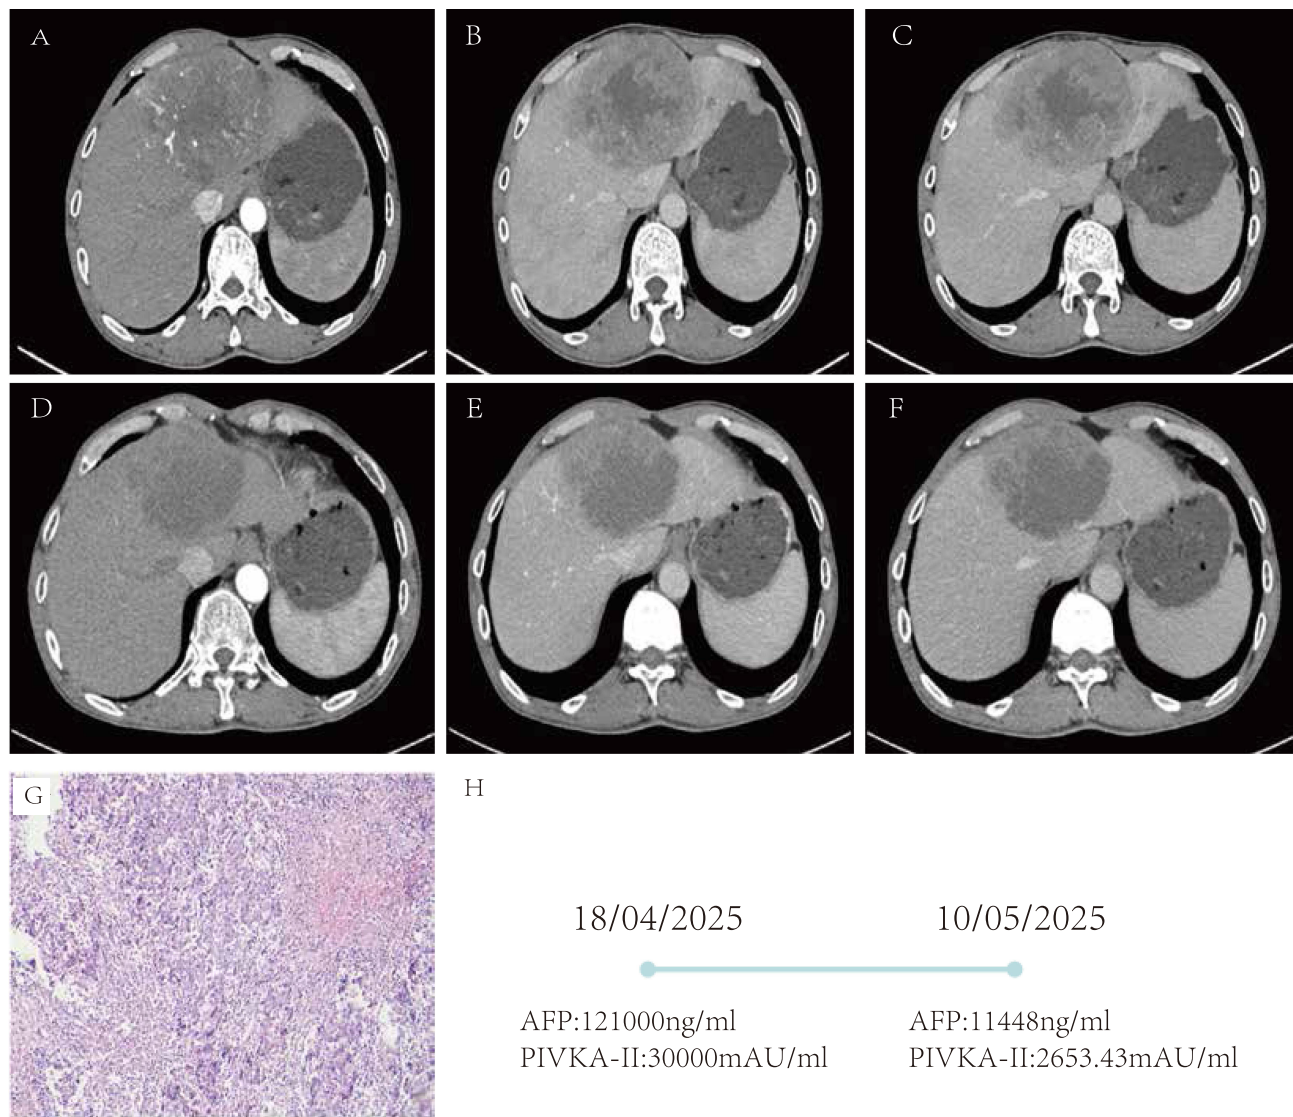 A
B
C
D
E
F
G
H
18/04/2025
10/05/2025
AFP:121000ng/ml
AFP:11448ng/ml
PIVKA-II:30000mAU/ml
PIVKA-II:2653.43mAU/ml